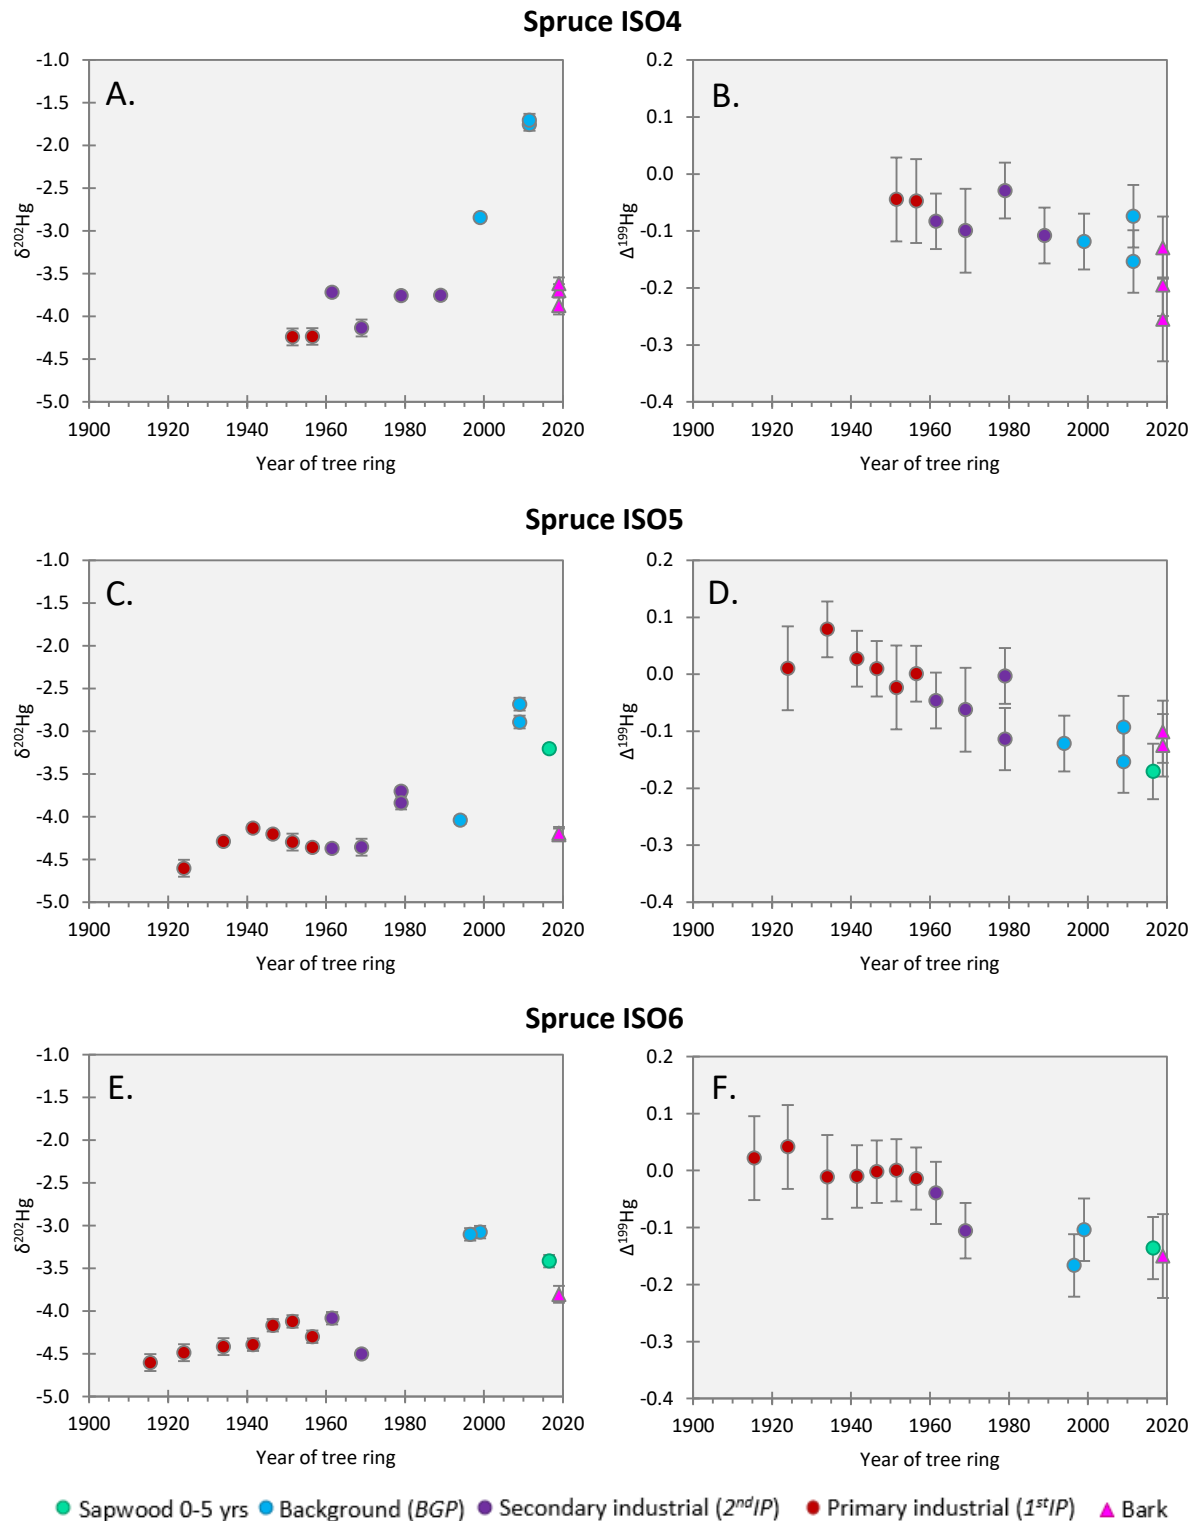 Spruce ISO4
A.
-1.0
-1.5
-2.0
-2.5
-3.0
-3.5
-4.0
-4.5
-5.0
δ²⁰²Hg
1900 1920 1940 1960 1980 2000 2020
Year of tree ring
B.
0.2
0.1
0.0
-0.1
-0.2
-0.3
-0.4
Δ¹⁹⁹Hg
1900 1920 1940 1960 1980 2000 2020
Year of tree ring
Spruce ISO5
C.
-1.0
-1.5
-2.0
-2.5
-3.0
-3.5
-4.0
-4.5
-5.0
δ²⁰²Hg
1900 1920 1940 1960 1980 2000 2020
Year of tree ring
D.
0.2
0.1
0.0
-0.1
-0.2
-0.3
-0.4
Δ¹⁹⁹Hg
1900 1920 1940 1960 1980 2000 2020
Year of tree ring
Spruce ISO6
E.
-1.0
-1.5
-2.0
-2.5
-3.0
-3.5
-4.0
-4.5
-5.0
δ²⁰²Hg
1900 1920 1940 1960 1980 2000 2020
Year of tree ring
F.
0.2
0.1
0.0
-0.1
-0.2
-0.3
-0.4
Δ¹⁹⁹Hg
1900 1920 1940 1960 1980 2000 2020
Year of tree ring
Sapwood 0-5 yrs Background (BGP) Secondary industrial (2ⁿᵈIP) Primary industrial (1ˢᵗIP) Bark